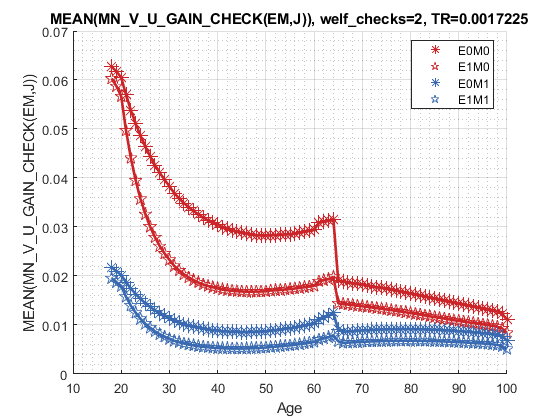 MEAN(MN_V_U_GAIN_CHECK(EM,J)), welf_checks=2, TR=0.0017225
MEAN(MN_V_U_GAIN_CHECK(EM,J))
0.07
0.06
0.05
0.04
0.03
0.02
0.01
0
10
20
30
40
50
60
70
80
90
100
Age
E0M0
E1M0
E0M1
E1M1